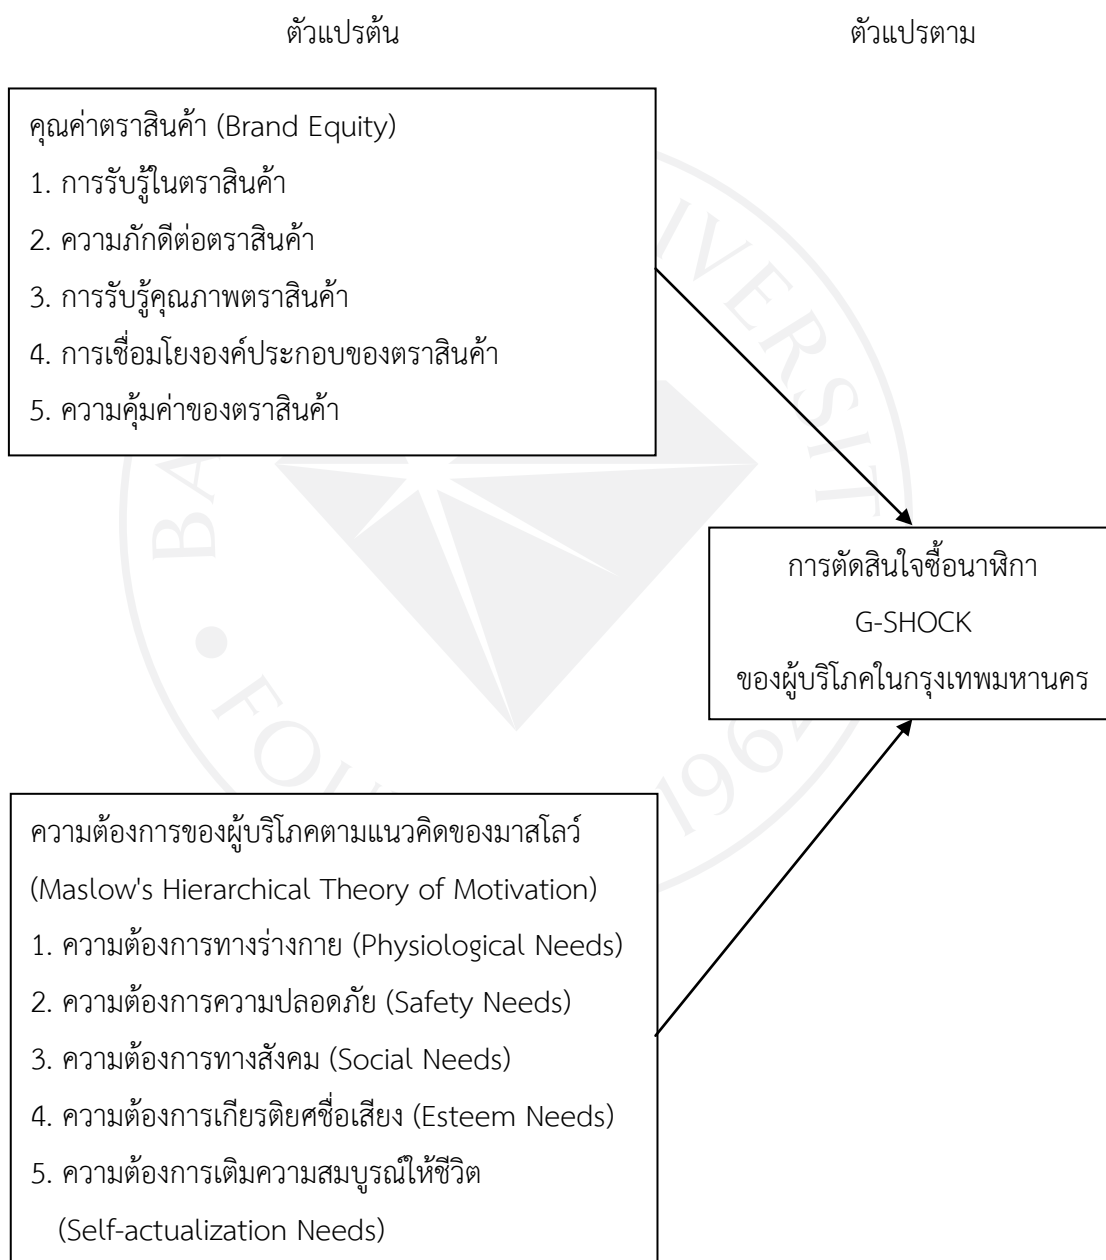 ตัวแปรต้น
ตัวแปรตาม
คุณค่าตราสินค้า (Brand Equity)
1. การรับรู้ในตราสินค้า
2. ความภักดีต่อตราสินค้า
3. การรับรู้คุณภาพตราสินค้า
4. การเชื่อมโยงองค์ประกอบของตราสินค้า
5. ความคุ้มค่าของตราสินค้า
การตัดสินใจซื้อนาฬิกา
G-SHOCK
ของผู้บริโภคในกรุงเทพมหานคร
ความต้องการของผู้บริโภคตามแนวคิดของมาสโลว์
(Maslow's Hierarchical Theory of Motivation)
1. ความต้องการทางร่างกาย (Physiological Needs)
2. ความต้องการความปลอดภัย (Safety Needs)
3. ความต้องการทางสังคม (Social Needs)
4. ความต้องการเกียรติยศชื่อเสียง (Esteem Needs)
5. ความต้องการเติมความสมบูรณ์ให้ชีวิต
(Self-actualization Needs)